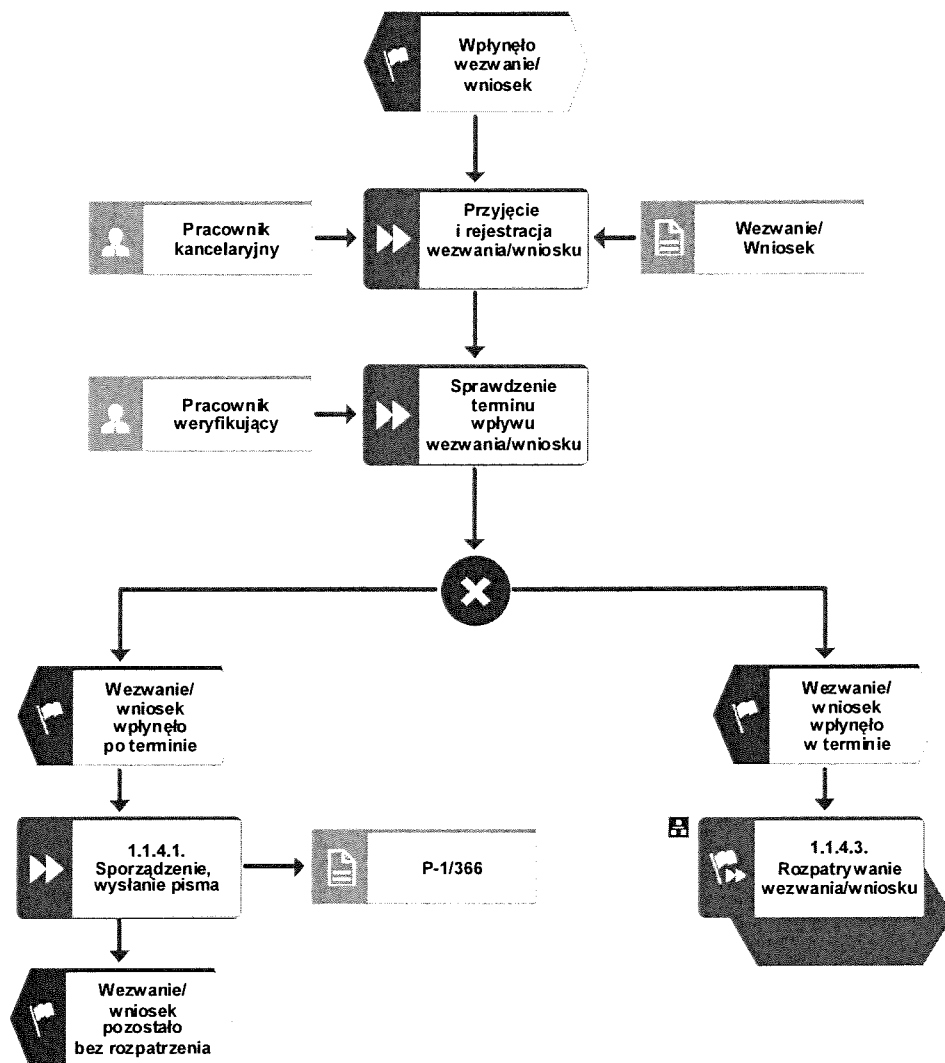 Wpłynęło
wezwanie/
wniosek
Pracownik
kancelaryjny
Przyjęcie
i rejestracja
wezwania/wniosku
Wezwanie/
Wniosek
Pracownik
weryfikujący
Sprawdzenie
terminu
wpływu
wezwania/wniosku
Wezwanie/
wniosek
wpłynęło
po terminie
Wezwanie/
wniosek
wpłynęło
w terminie
1.1.4.1.
Sporządzenie,
wysłanie pisma
P-1/366
1.1.4.3.
Rozpatrywanie
wezwania/wniosku
Wezwanie/
wniosek
pozostało
bez rozpatrzenia